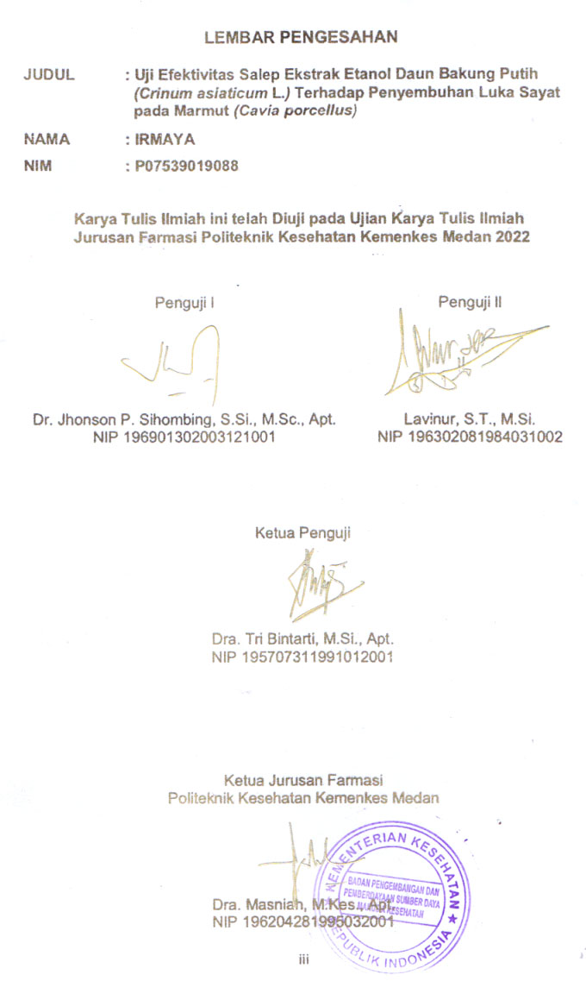 LEMBAR PENGESAHAN
JUDUL : Uji Efektivitas Salep Ekstrak Etanol Daun Bakung Putih
(Crinum asiaticum L.) Terhadap Penyembuhan Luka Sayat
pada Marmut (Cavia porcellus)
NAMA : IRMAYA
NIM : P07539019088
Karya Tulis Ilmiah ini telah Diuji pada Ujian Karya Tulis Ilmiah
Jurusan Farmasi Politeknik Kesehatan Kemenkes Medan 2022
Penguji I
Penguji II
Dr. Jhonson P. Sihombing, S.Si., M.Sc., Apt.
NIP 196901302003121001
Lavinur, S.T., M.Si.
NIP 196302081984031002
Ketua Penguji
Dra. Tri Bintarti, M.Si., Apt.
NIP 195707311991012001
Ketua Jurusan Farmasi
Politeknik Kesehatan Kemenkes Medan
KEMENTERIAN KESEHATAN
BADAN PENGEMBANGAN DAN
PEMBERDAYAAN SUMBER DAYA
MANUSIA KESEHATAN
REPUBLIK INDONESIA
Dra. Masniah, M.Kes., Apt.
NIP 196204281995032001
iii